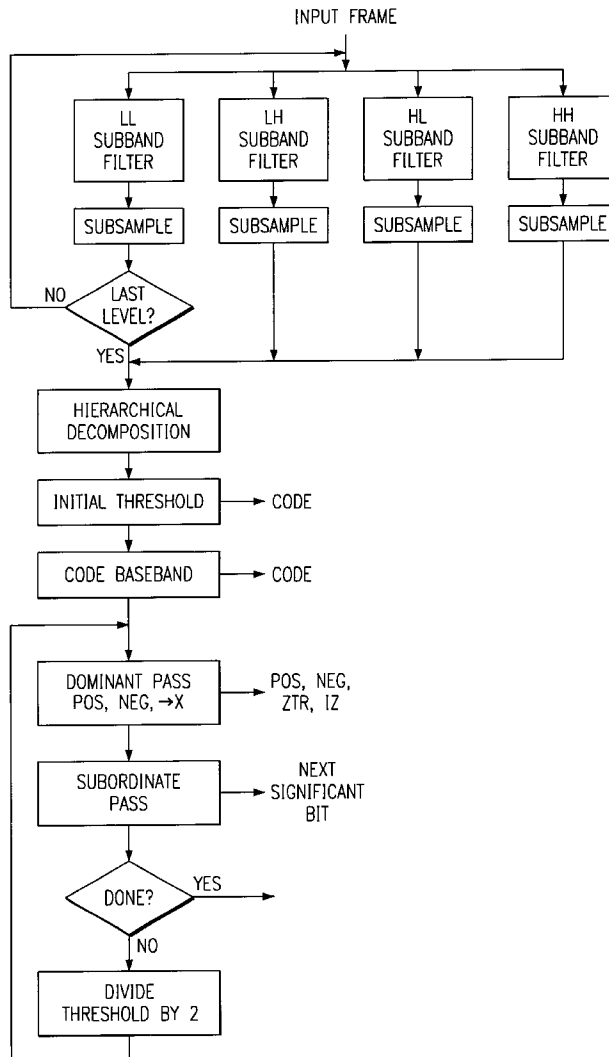 INPUT FRAME
LL
SUBBAND
FILTER
LH
SUBBAND
FILTER
HL
SUBBAND
FILTER
HH
SUBBAND
FILTER
SUBSAMPLE
SUBSAMPLE
SUBSAMPLE
SUBSAMPLE
NO
LAST
LEVEL?
YES
HIERARCHICAL
DECOMPOSITION
INITIAL THRESHOLD
CODE
CODE BASEBAND
CODE
DOMINANT PASS
POS, NEG, →X
POS, NEG,
ZTR, IZ
SUBORDINATE
PASS
NEXT
SIGNIFICANT
BIT
DONE?
YES
NO
DIVIDE
THRESHOLD BY 2